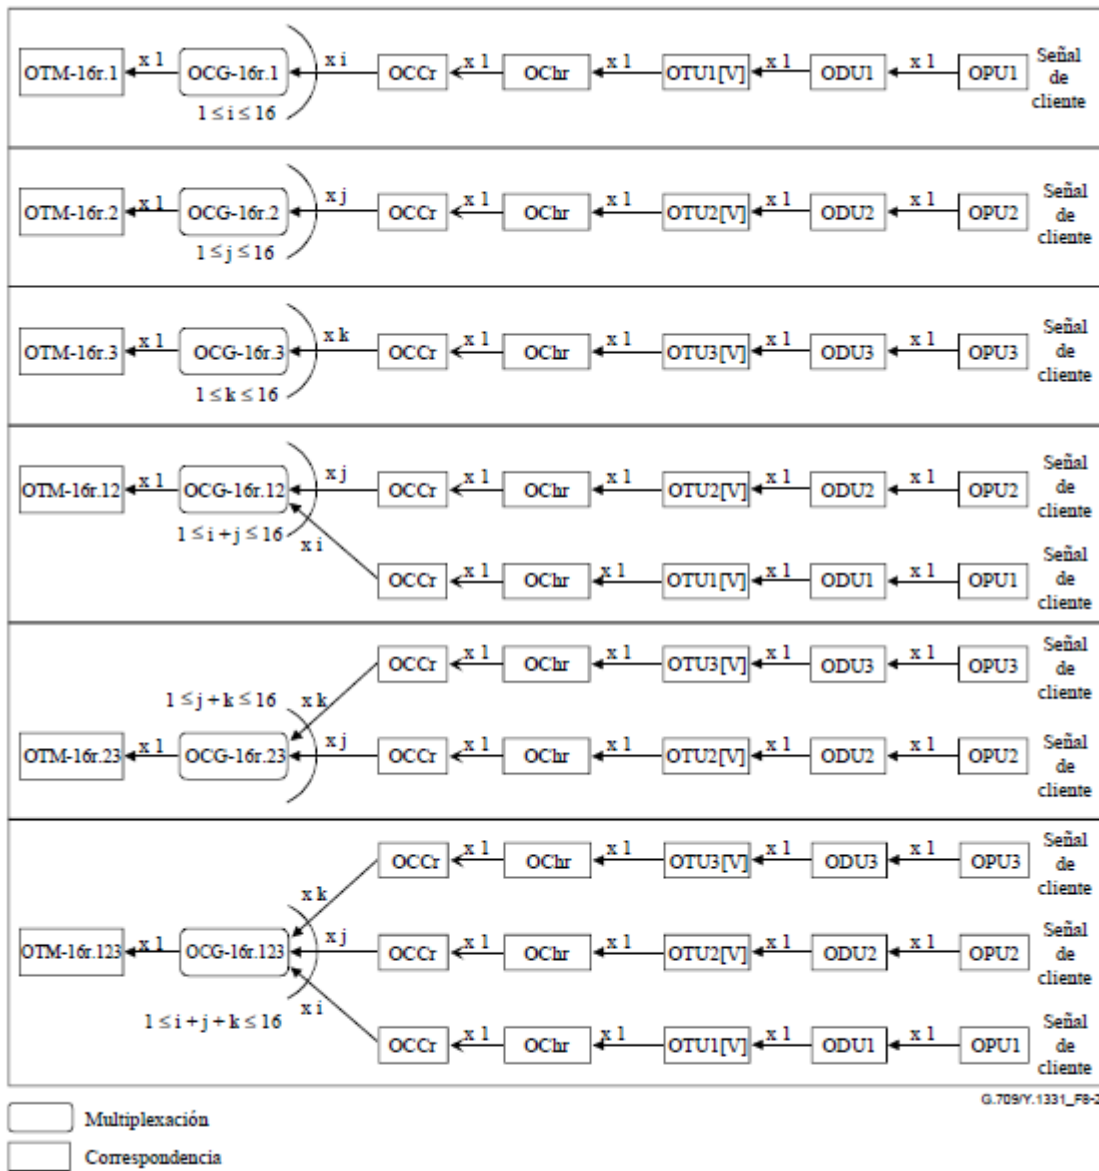 OTM-16r.1 x 1 OCG-16r.1 x i OCCr x 1 OChr x 1 OTU1[V] x 1 ODU1 x 1 OPU1 Señal de cliente
1 ≤ i ≤ 16
OTM-16r.2 x 1 OCG-16r.2 x j OCCr x 1 OChr x 1 OTU2[V] x 1 ODU2 x 1 OPU2 Señal de cliente
1 ≤ j ≤ 16
OTM-16r.3 x 1 OCG-16r.3 x k OCCr x 1 OChr x 1 OTU3[V] x 1 ODU3 x 1 OPU3 Señal de cliente
1 ≤ k ≤ 16
OTM-16r.12 x 1 OCG-16r.12 x j OCCr x 1 OChr x 1 OTU2[V] x 1 ODU2 x 1 OPU2 Señal de cliente
1 ≤ i + j ≤ 16
x i OCCr x 1 OChr x 1 OTU1[V] x 1 ODU1 x 1 OPU1 Señal de cliente
x k OCCr x 1 OChr x 1 OTU3[V] x 1 ODU3 x 1 OPU3 Señal de cliente
1 ≤ j + k ≤ 16
OTM-16r.23 x 1 OCG-16r.23 x j OCCr x 1 OChr x 1 OTU2[V] x 1 ODU2 x 1 OPU2 Señal de cliente
x k OCCr x 1 OChr x 1 OTU3[V] x 1 ODU3 x 1 OPU3 Señal de cliente
OTM-16r.123 x 1 OCG-16r.123 x j OCCr x 1 OChr x 1 OTU2[V] x 1 ODU2 x 1 OPU2 Señal de cliente
1 ≤ i + j + k ≤ 16
x i OCCr x 1 OChr x 1 OTU1[V] x 1 ODU1 x 1 OPU1 Señal de cliente
G.709/Y.1331_F8-2
Multiplexación
Correspondencia